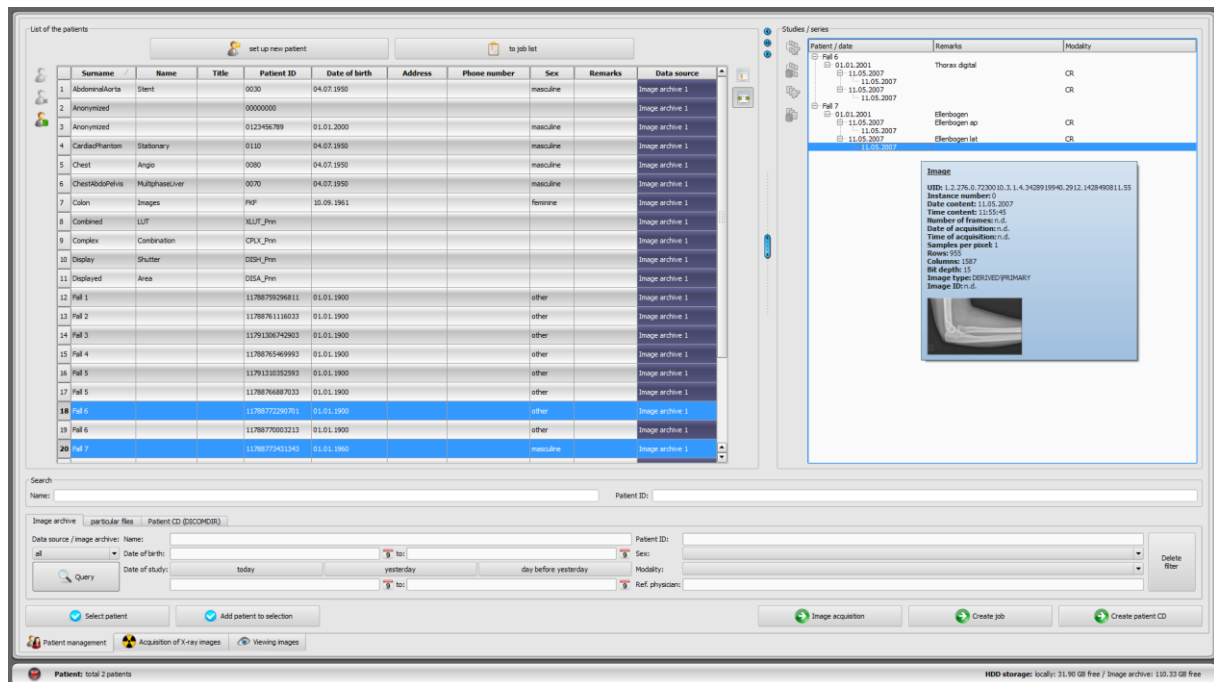 List of the patients
set up new patient
to job list
Surname Name Title Patient ID Date of birth Address Phone number Sex Remarks Data source
1 AbdominalAorta Stent 0030 04.07.1950 masculine Image archive 1
2 Anonymized 00000000 Image archive 1
3 Anonymized 0123456789 01.01.2000 masculine Image archive 1
4 CardiacPhantom Stationary 0110 04.07.1950 masculine Image archive 1
5 Chest Angio 0080 04.07.1950 masculine Image archive 1
6 ChestAbdoPelvis MultiphaseLiver 0070 04.07.1950 masculine Image archive 1
7 Colon Images 10.09.1961 feminine Image archive 1
8 Combined LUT XLUT_Pnn Image archive 1
9 Complex Combination CPLX_Pnn Image archive 1
10 Display Shutter DISH_Pnn Image archive 1
11 Displayed Area DISA_Pnn Image archive 1
12 Fall 1 11788759296811 01.01.1900 other Image archive 1
13 Fall 2 11788761116033 01.01.1900 other Image archive 1
14 Fall 3 11791306742903 01.01.1900 other Image archive 1
15 Fall 4 11788765469993 01.01.1900 other Image archive 1
16 Fall 5 11791310352593 01.01.1900 other Image archive 1
17 Fall 5 11788766887033 01.01.1900 other Image archive 1
18 Fall 6 11788772290701 01.01.1900 other Image archive 1
19 Fall 6 11788770003213 01.01.1900 other Image archive 1
20 Fall 7 11788773431343 01.01.1960 masculine Image archive 1
Studies / series
Patient / date Remarks Modality
Fall 6
01.01.2001 Thorax digital
11.05.2007 CR
11.05.2007
11.05.2007 CR
11.05.2007
Fall 7
01.01.2001 Ellenbogen
11.05.2007 Ellenbogen ap CR
11.05.2007
11.05.2007 Ellenbogen lat CR
11.05.2007
Image
UID: 1.2.276.0.7230010.3.1.4.3428919940.2912.1428490811.55
Instance number: 0
Date content: 11.05.2007
Time content: 11:55:45
Number of frames: n.d.
Date of acquisition: n.d.
Time of acquisition: n.d.
Samples per pixel: 1
Rows: 955
Columns: 1587
Bit depth: 15
Image type: DERIVED\PRIMARY
Image ID: n.d.
Search
Name: Patient ID:
Image archive particular files Patient CD (DICOMDIR)
Data source / image archive: Name: Patient ID:
all Date of birth: 9 to: 9 Sex:
Query Date of study: today yesterday day before yesterday Modality:
9 to: 9 Ref. physician:
Delete
filter
Select patient Add patient to selection Image acquisition Create job Create patient CD
Patient management Acquisition of X-ray images Viewing images
Patient: total 2 patients HDD storage: locally: 31.90 GB free / Image archive: 110.33 GB free